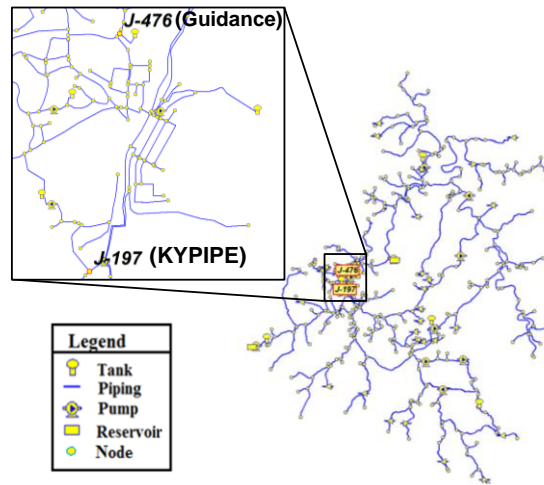 J-476 (Guidance)
J-197 (KYPIPE)
J-476
J-197
Legend
Tank
Piping
Pump
Reservoir
Node